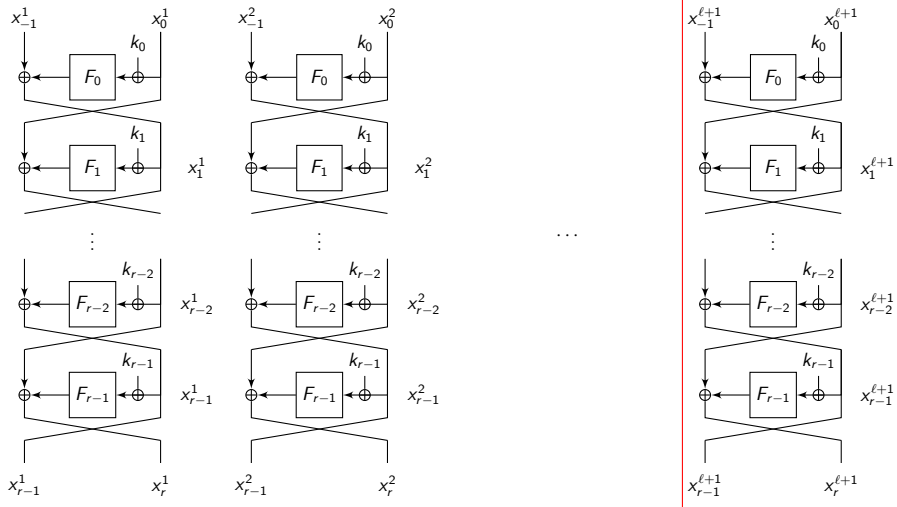 x^1_{-1} x^1_0 x^2_{-1} x^2_0 x^{ℓ+1}_{-1} x^{ℓ+1}_0
k_0 k_0 k_0
F_0 F_0 F_0
k_1 k_1 k_1
F_1 x^1_1 F_1 x^2_1 F_1 x^{ℓ+1}_1
⋮ ⋮ ⋯ ⋮
k_{r−2} k_{r−2} k_{r−2}
F_{r−2} x^1_{r−2} F_{r−2} x^2_{r−2} F_{r−2} x^{ℓ+1}_{r−2}
k_{r−1} k_{r−1} k_{r−1}
F_{r−1} x^1_{r−1} F_{r−1} x^2_{r−1} F_{r−1} x^{ℓ+1}_{r−1}
x^1_{r−1} x^1_r x^2_{r−1} x^2_r x^{ℓ+1}_{r−1} x^{ℓ+1}_r